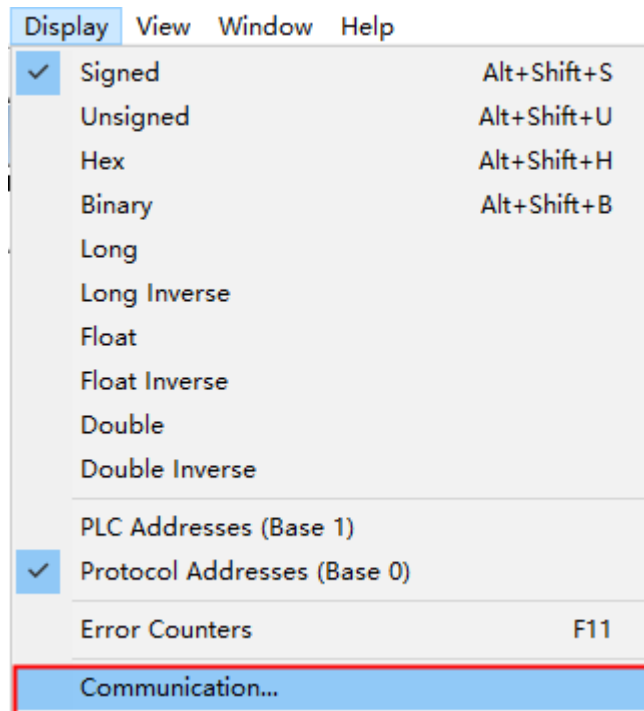 Display View Window Help
Signed Alt+Shift+S
Unsigned Alt+Shift+U
Hex Alt+Shift+H
Binary Alt+Shift+B
Long
Long Inverse
Float
Float Inverse
Double
Double Inverse
PLC Addresses (Base 1)
Protocol Addresses (Base 0)
Error Counters F11
Communication...